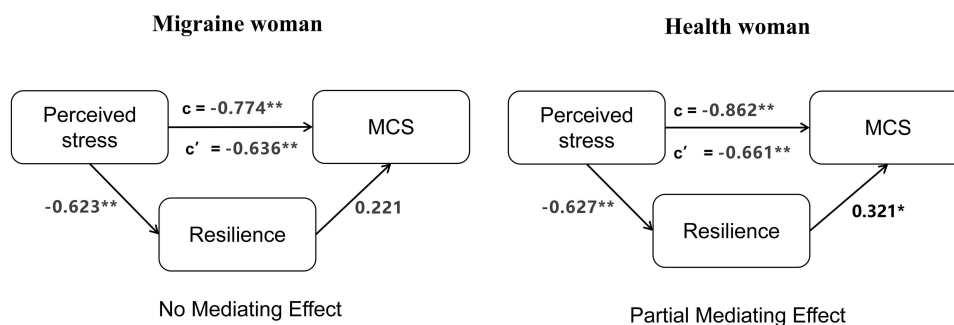 Migraine woman
Perceived
stress
c = -0.774**
c′ = -0.636**
MCS
-0.623**
0.221
Resilience
No Mediating Effect
Health woman
Perceived
stress
c = -0.862**
c′ = -0.661**
MCS
-0.627**
0.321*
Resilience
Partial Mediating Effect